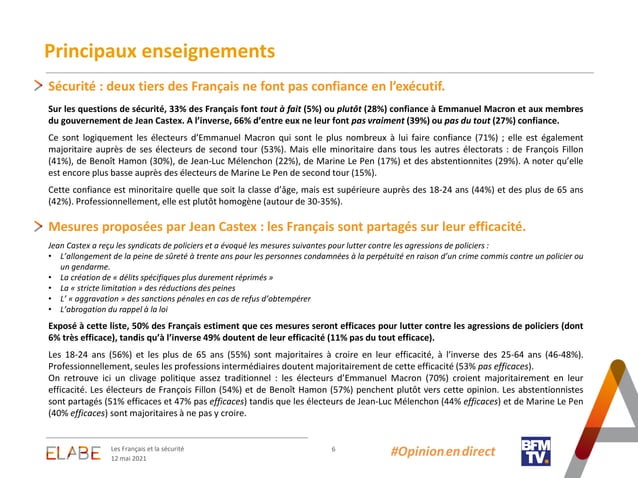 Principaux enseignements
Sécurité : deux tiers des Français ne font pas confiance en l’exécutif.
Sur les questions de sécurité, 33% des Français font tout à fait (5%) ou plutôt (28%) confiance à Emmanuel Macron et aux membres
du gouvernement de Jean Castex. A l’inverse, 66% d’entre eux ne leur font pas vraiment (39%) ou pas du tout (27%) confiance.
Ce sont logiquement les électeurs d’Emmanuel Macron qui sont le plus nombreux à lui faire confiance (71%) ; elle est également
majoritaire auprès de ses électeurs de second tour (53%). Mais elle minoritaire dans tous les autres électorats : de François Fillon
(41%), de Benoît Hamon (30%), de Jean-Luc Mélenchon (22%), de Marine Le Pen (17%) et des abstentionnites (29%). A noter qu’elle
est encore plus basse auprès des électeurs de Marine Le Pen de second tour (15%).
Cette confiance est minoritaire quelle que soit la classe d’âge, mais est supérieure auprès des 18-24 ans (44%) et des plus de 65 ans
(42%). Professionnellement, elle est plutôt homogène (autour de 30-35%).
Mesures proposées par Jean Castex : les Français sont partagés sur leur efficacité.
Jean Castex a reçu les syndicats de policiers et a évoqué les mesures suivantes pour lutter contre les agressions de policiers :
• L’allongement de la peine de sûreté à trente ans pour les personnes condamnées à la perpétuité en raison d’un crime commis contre un policier ou
un gendarme.
• La création de « délits spécifiques plus durement réprimés »
• La « stricte limitation » des réductions des peines
• L’ « aggravation » des sanctions pénales en cas de refus d’obtempérer
• L’abrogation du rappel à la loi
Exposé à cette liste, 50% des Français estiment que ces mesures seront efficaces pour lutter contre les agressions de policiers (dont
6% très efficace), tandis qu’à l’inverse 49% doutent de leur efficacité (11% pas du tout efficace).
Les 18-24 ans (56%) et les plus de 65 ans (55%) sont majoritaires à croire en leur efficacité, à l’inverse des 25-64 ans (46-48%).
Professionnellement, seules les professions intermédiaires doutent majoritairement de cette efficacité (53% pas efficaces).
On retrouve ici un clivage politique assez traditionnel : les électeurs d’Emmanuel Macron (70%) croient majoritairement en leur
efficacité. Les électeurs de François Fillon (54%) et de Benoît Hamon (57%) penchent plutôt vers cette opinion. Les abstentionnistes
sont partagés (51% efficaces et 47% pas efficaces) tandis que les électeurs de Jean-Luc Mélenchon (44% efficaces) et de Marine Le Pen
(40% efficaces) sont majoritaires à ne pas y croire.
ELABE
Les Français et la sécurité
12 mai 2021
6
#Opinion en direct
BFM
TV.